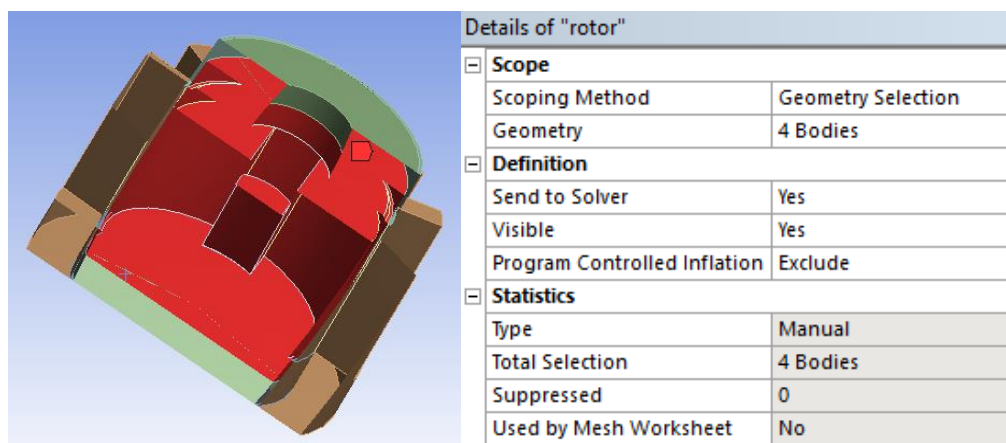 Details of "rotor"
Scope
Scoping Method Geometry Selection
Geometry 4 Bodies
Definition
Send to Solver Yes
Visible Yes
Program Controlled Inflation Exclude
Statistics
Type Manual
Total Selection 4 Bodies
Suppressed 0
Used by Mesh Worksheet No